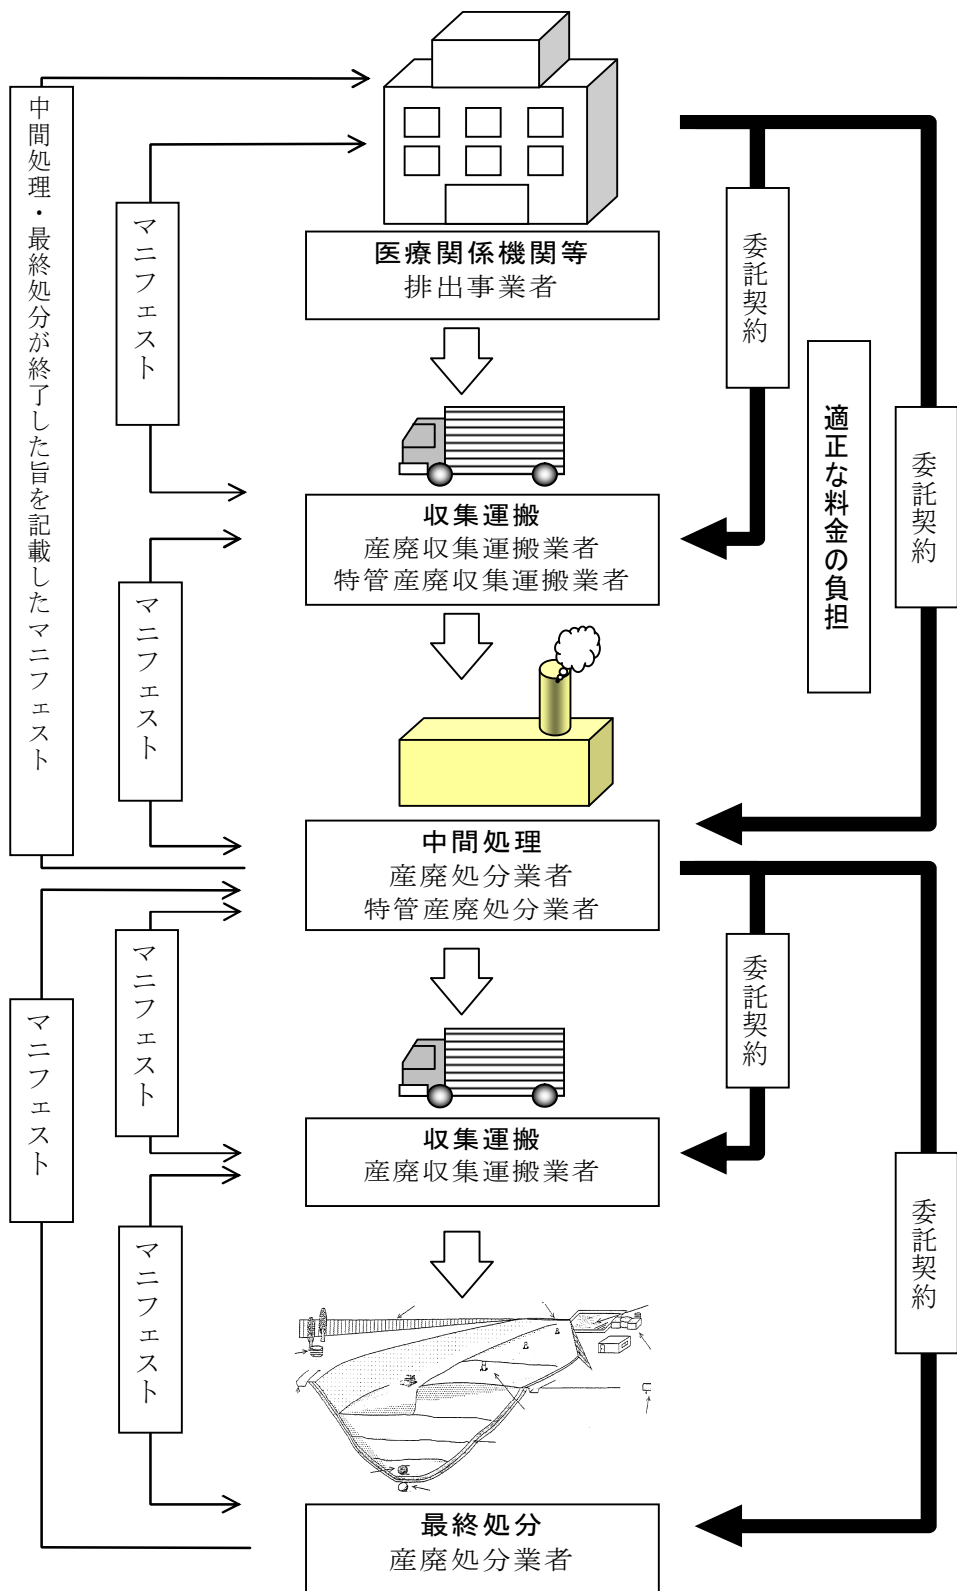 中間処理・最終処分が終了した旨を記載したマニフェスト
マニフェスト
医療関係機関等
排出事業者
委託契約
適正な料金の負担
委託契約
収集運搬
産廃収集運搬業者
特管産廃収集運搬業者
マニフェスト
中間処理
産廃処分業者
特管産廃処分業者
マニフェスト
マニフェスト
委託契約
収集運搬
産廃収集運搬業者
委託契約
マニフェスト
最終処分
産廃処分業者